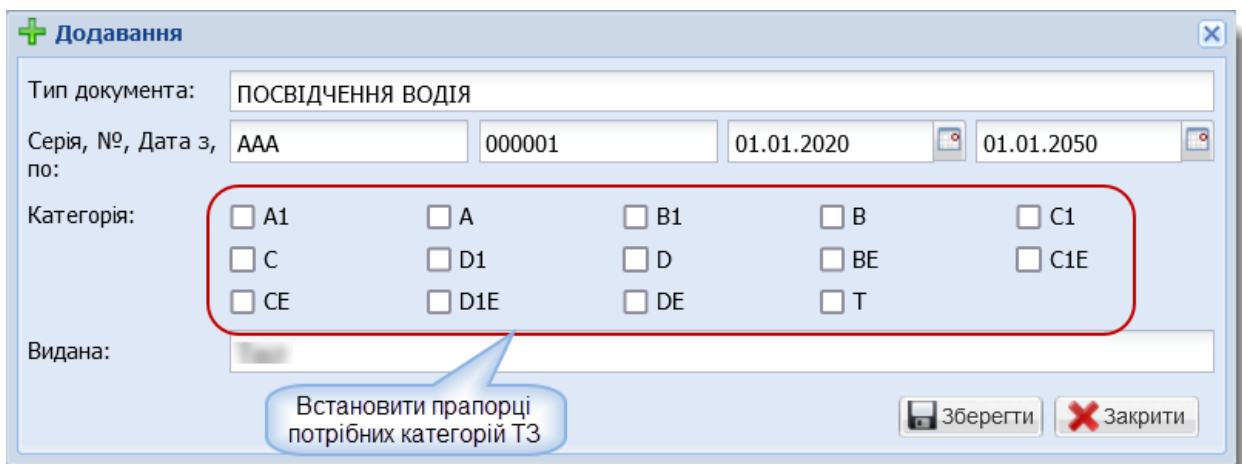 Додавання
Тип документа: ПОСВІДЧЕННЯ ВОДІЯ
Серія, №, Дата з, по: ААА 000001 01.01.2020 01.01.2050
Категорія: A1 A B1 B C1
C D1 D BE C1E
CE D1E DE T
Видана:
Встановити прапорці
потрібних категорій ТЗ
Зберегти Закрити